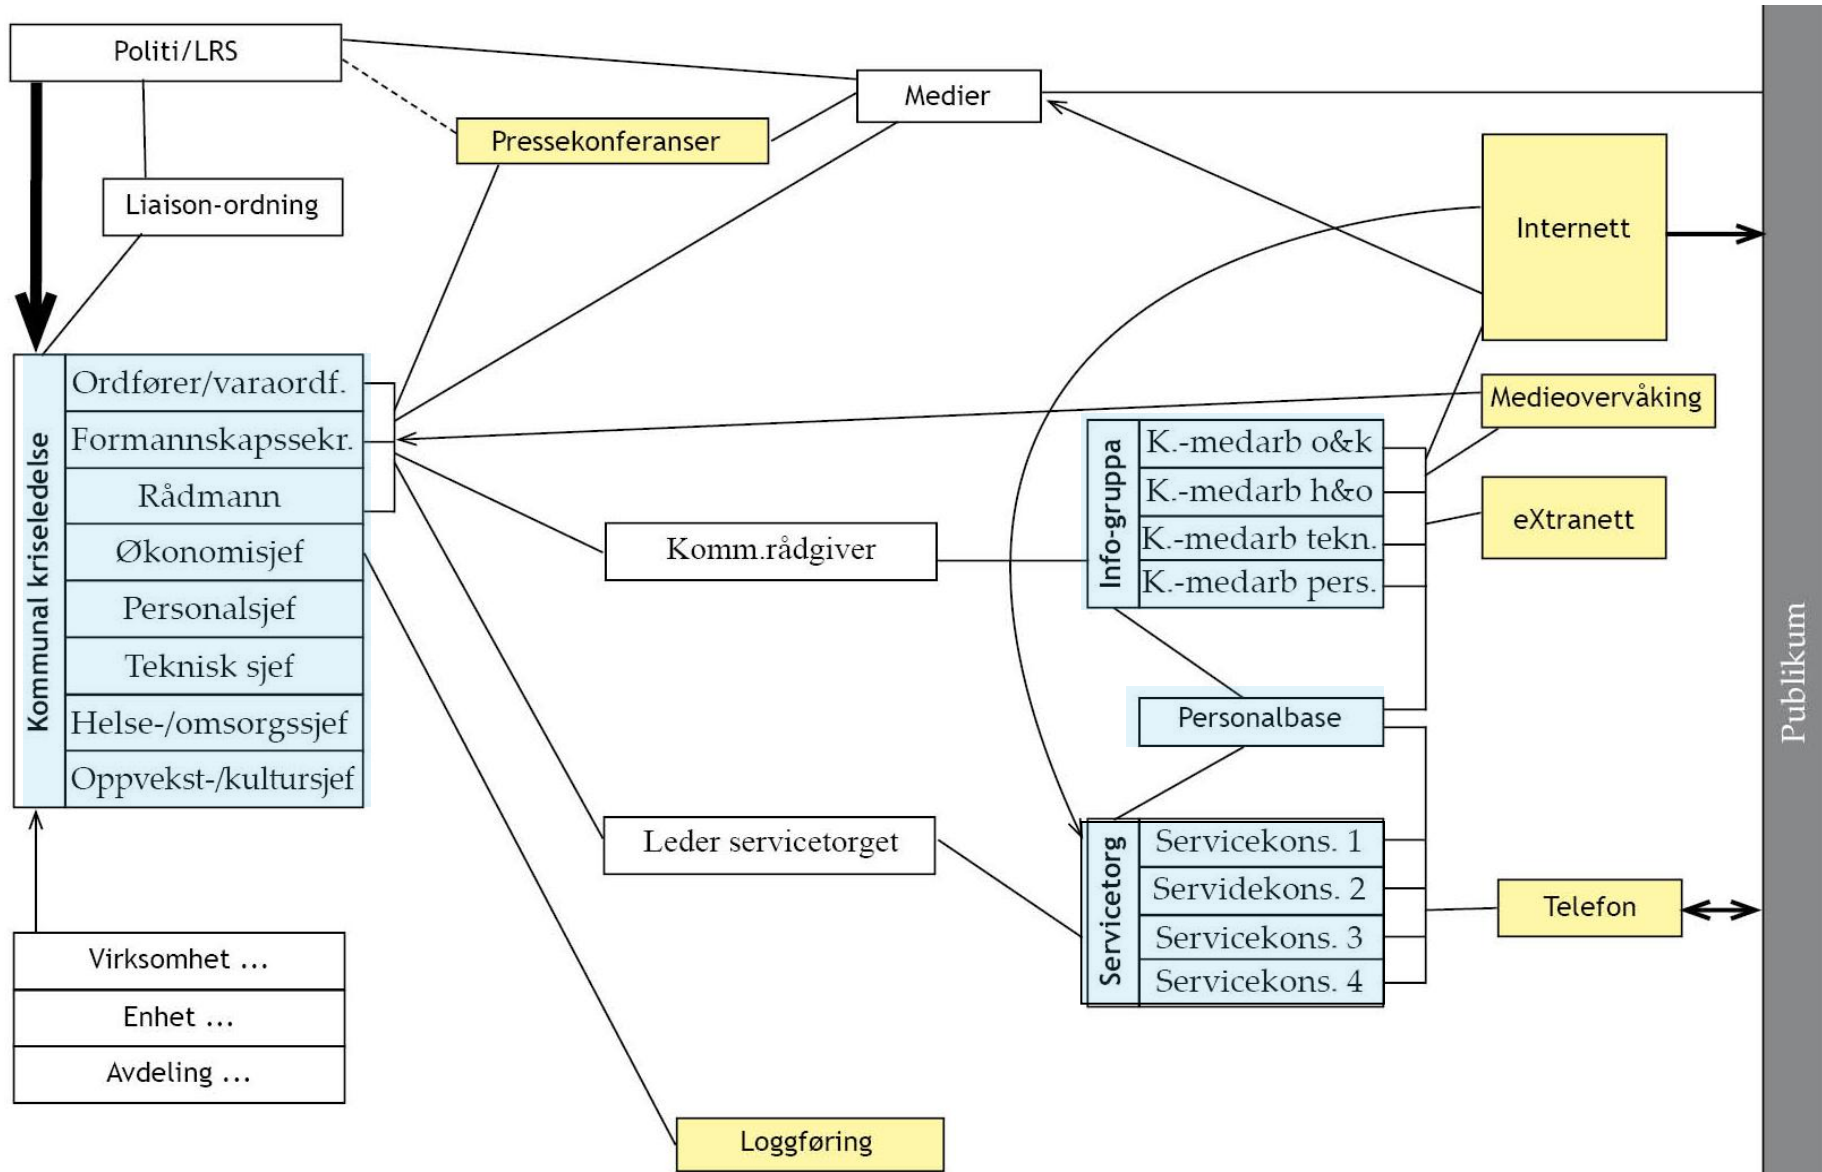 Politi/LRS
Medier
Pressekonferanser
Liaison-ordning
Internett
Publikum
Kommunal kriseledelse
Ordfører/varaordf.
Formannskapssekr.
Rådmann
Økonomisjef
Personalsjef
Teknisk sjef
Helse-/omsorgssjef
Oppvekst-/kultursjef
Medieovervåking
Info-gruppa
K.-medarb o&k
K.-medarb h&o
K.-medarb tekn.
K.-medarb pers.
eXtranett
Komm.rådgiver
Personalbase
Leder servicetorget
Servicetorg
Servicekons. 1
Servidekons. 2
Servicekons. 3
Servicekons. 4
Telefon
Virksomhet ...
Enhet ...
Avdeling ...
Loggføring